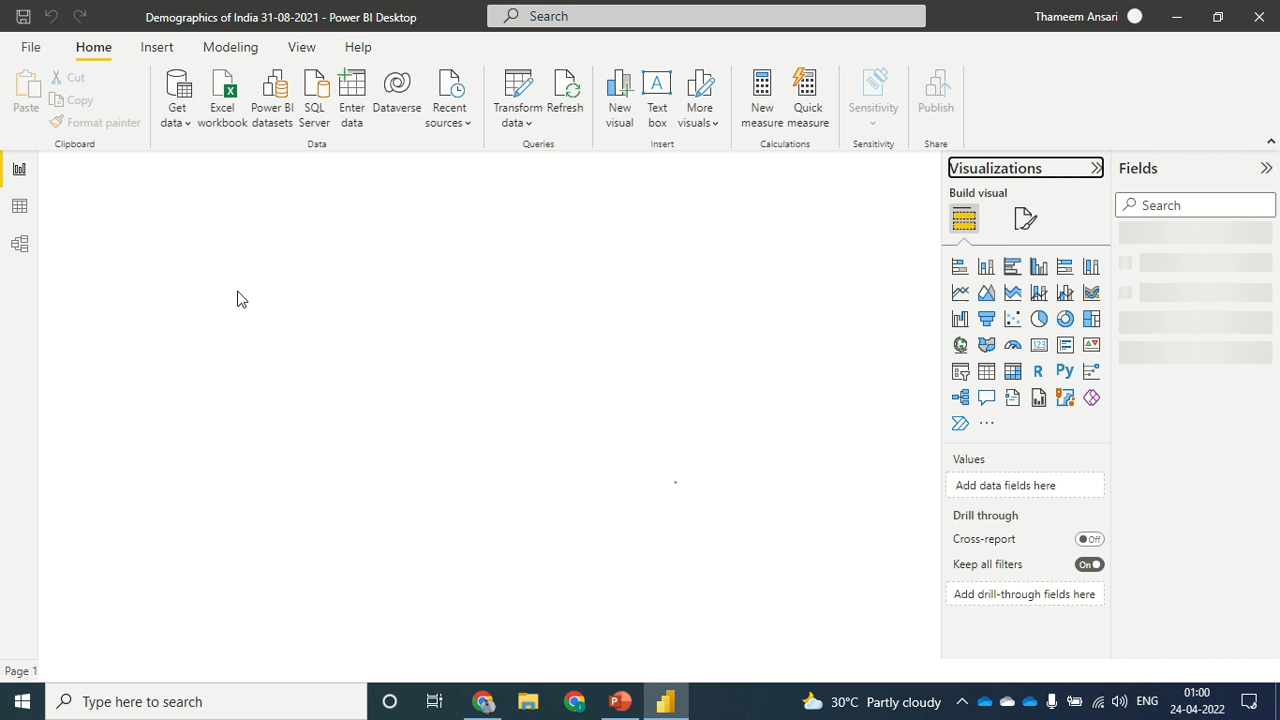 Demographics of India 31-08-2021 - Power BI Desktop
Search
Thameem Ansari
File Home Insert Modeling View Help
Paste
Cut
Copy
Format painter
Clipboard
Get data
Excel workbook
Power BI datasets
SQL Server
Enter data
Dataverse
Recent sources
Data
Transform data
Refresh
Queries
New visual
Text box
More visuals
Insert
New measure
Quick measure
Calculations
Sensitivity
Sensitivity
Publish
Share
Visualizations
Build visual
R
Py
123
Values
Add data fields here
Drill through
Cross-report Off
Keep all filters On
Add drill-through fields here
Fields
Search
Page 1
Type here to search
30°C Partly cloudy
ENG
01:00
24-04-2022